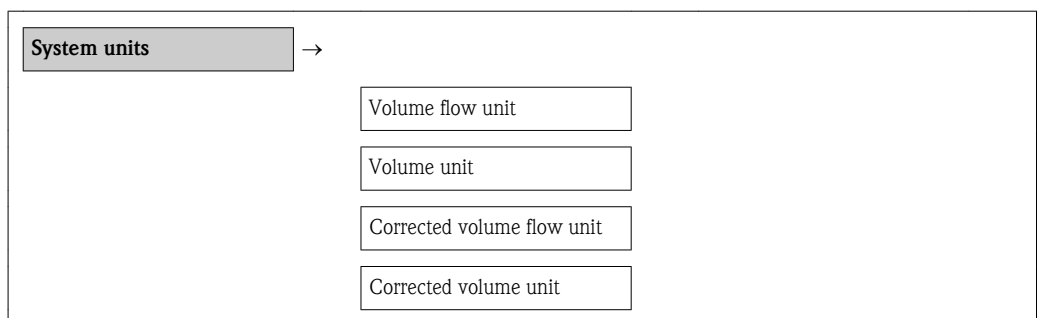 System units →
Volume flow unit
Volume unit
Corrected volume flow unit
Corrected volume unit